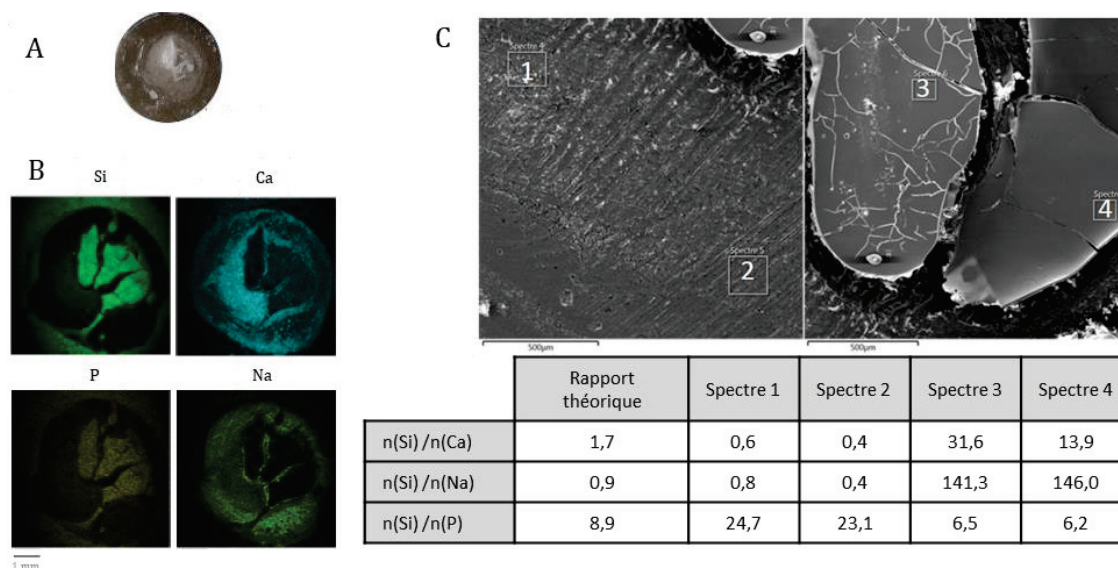 A
B
Si
Ca
P
Na
1 mm
C
Spectre 4
1
Spectre 5
2
500µm
3
Spectre
4
500µm
Rapport théorique Spectre 1 Spectre 2 Spectre 3 Spectre 4
n(Si) /n(Ca) 1,7 0,6 0,4 31,6 13,9
n(Si) /n(Na) 0,9 0,8 0,4 141,3 146,0
n(Si) /n(P) 8,9 24,7 23,1 6,5 6,2